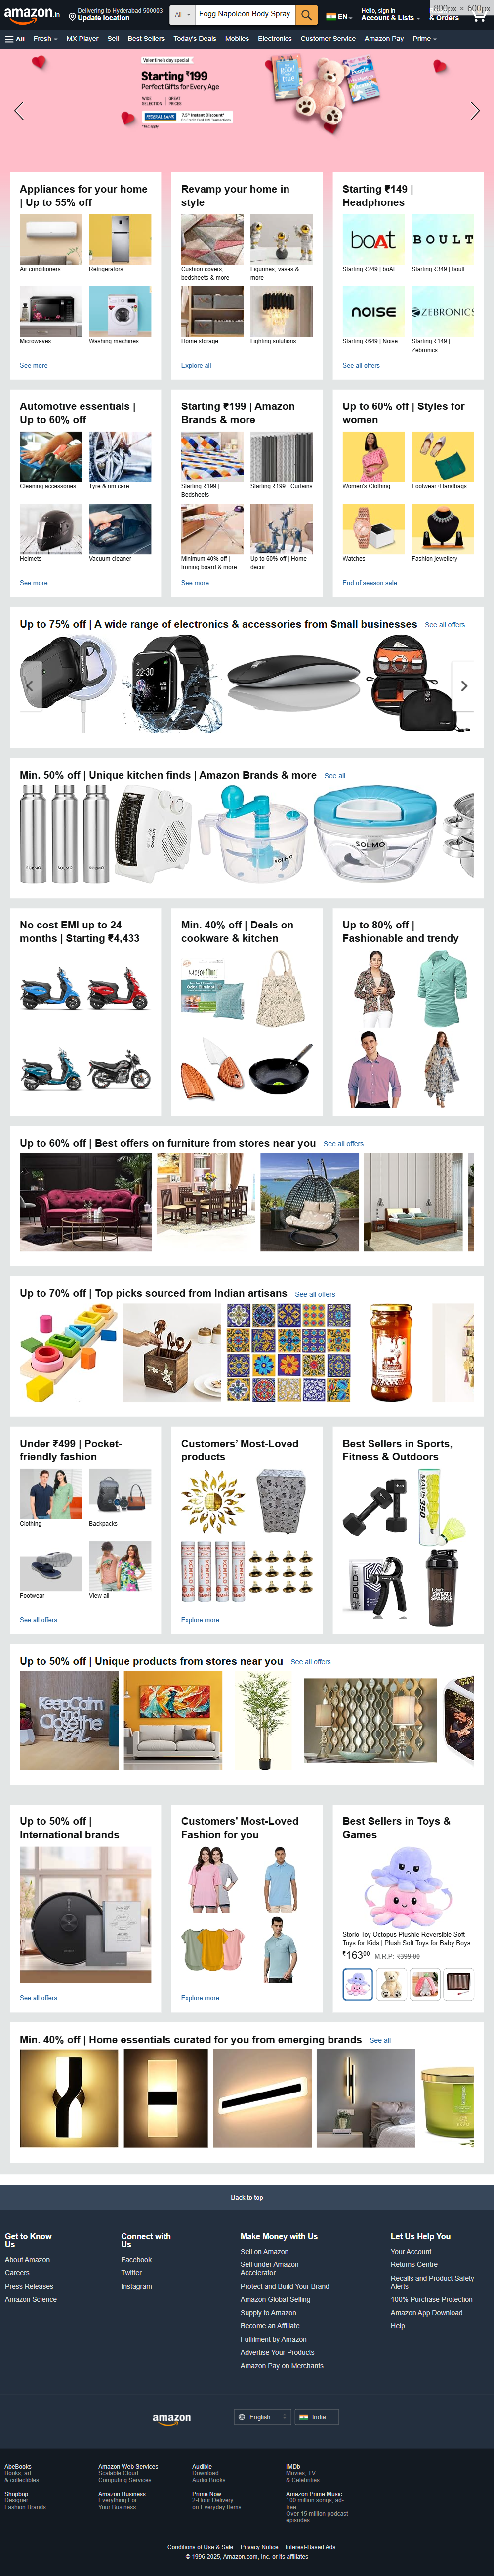 800px × 600px
amazon.in
Delivering to Hyderabad 500003
Update location
All
Fogg Napoleon Body Spray
EN
Hello, sign in
Account & Lists
& Orders
All
Fresh
MX Player
Sell
Best Sellers
Today's Deals
Mobiles
Electronics
Customer Service
Amazon Pay
Prime
Valentine's day special
Starting ₹199
Perfect Gifts for Every Age
WIDE SELECTION | GREAT PRICES
FEDERAL BANK
7.5% Instant Discount*
Appliances for your home
| Up to 55% off
Air conditioners
Refrigerators
Microwaves
Washing machines
See more
Revamp your home in
style
Cushion covers,
bedsheets & more
Figurines, vases &
more
Home storage
Lighting solutions
Explore all
Starting ₹149 |
Headphones
boAt
BOULT
Starting ₹249 | boAt
Starting ₹349 | boult
noise
ZEBRONICS
Starting ₹649 | Noise
Starting ₹149 |
Zebronics
See all offers
Automotive essentials |
Up to 60% off
Cleaning accessories
Tyre & rim care
Helmets
Vacuum cleaner
See more
Starting ₹199 | Amazon
Brands & more
Starting ₹199 |
Bedsheets
Starting ₹199 | Curtains
Minimum 40% off |
Ironing board & more
Up to 60% off | Home
decor
See more
Up to 60% off | Styles for
women
Women's Clothing
Footwear+Handbags
Watches
Fashion jewellery
End of season sale
Up to 75% off | A wide range of electronics & accessories from Small businesses
See all offers
22:30
Min. 50% off | Unique kitchen finds | Amazon Brands & more
See all
SOLIMO
SOLIMO
SOLIMO
SOLIMO
SOLIMO
SOLIMO
No cost EMI up to 24
months | Starting ₹4,433
Min. 40% off | Deals on
cookware & kitchen
Up to 80% off |
Fashionable and trendy
Up to 60% off | Best offers on furniture from stores near you
See all offers
Up to 70% off | Top picks sourced from Indian artisans
See all offers
Under ₹499 | Pocket-
friendly fashion
Clothing
Backpacks
Footwear
View all
See all offers
Customers' Most-Loved
products
Explore more
Best Sellers in Sports,
Fitness & Outdoors
MAVIS 350
BOLDFIT
I don't
SWEAT I
SPARKLE
Up to 50% off | Unique products from stores near you
See all offers
Keep Calm
and
Close the
DEAL
Up to 50% off |
International brands
See all offers
Customers' Most-Loved
Fashion for you
Explore more
Best Sellers in Toys &
Games
Storio Toy Octopus Plushie Reversible Soft
Toys for Kids | Plush Soft Toys for Baby Boys
₹163.00
M.R.P: ₹399.00
Min. 40% off | Home essentials curated for you from emerging brands
See all
Back to top
Get to Know
Us
About Amazon
Careers
Press Releases
Amazon Science
Connect with
Us
Facebook
Twitter
Instagram
Make Money with Us
Sell on Amazon
Sell under Amazon
Accelerator
Protect and Build Your Brand
Amazon Global Selling
Supply to Amazon
Become an Affiliate
Fulfilment by Amazon
Advertise Your Products
Amazon Pay on Merchants
Let Us Help You
Your Account
Returns Centre
Recalls and Product Safety
Alerts
100% Purchase Protection
Amazon App Download
Help
amazon
English
India
AbeBooks
Books, art
& collectibles
Amazon Web Services
Scalable Cloud
Computing Services
Audible
Download
Audio Books
IMDb
Movies, TV
& Celebrities
Shopbop
Designer
Fashion Brands
Amazon Business
Everything For
Your Business
Prime Now
2-Hour Delivery
on Everyday Items
Amazon Prime Music
100 million songs, ad-
free
Over 15 million podcast
episodes
Conditions of Use & Sale
Privacy Notice
Interest-Based Ads
© 1996-2025, Amazon.com, Inc. or its affiliates